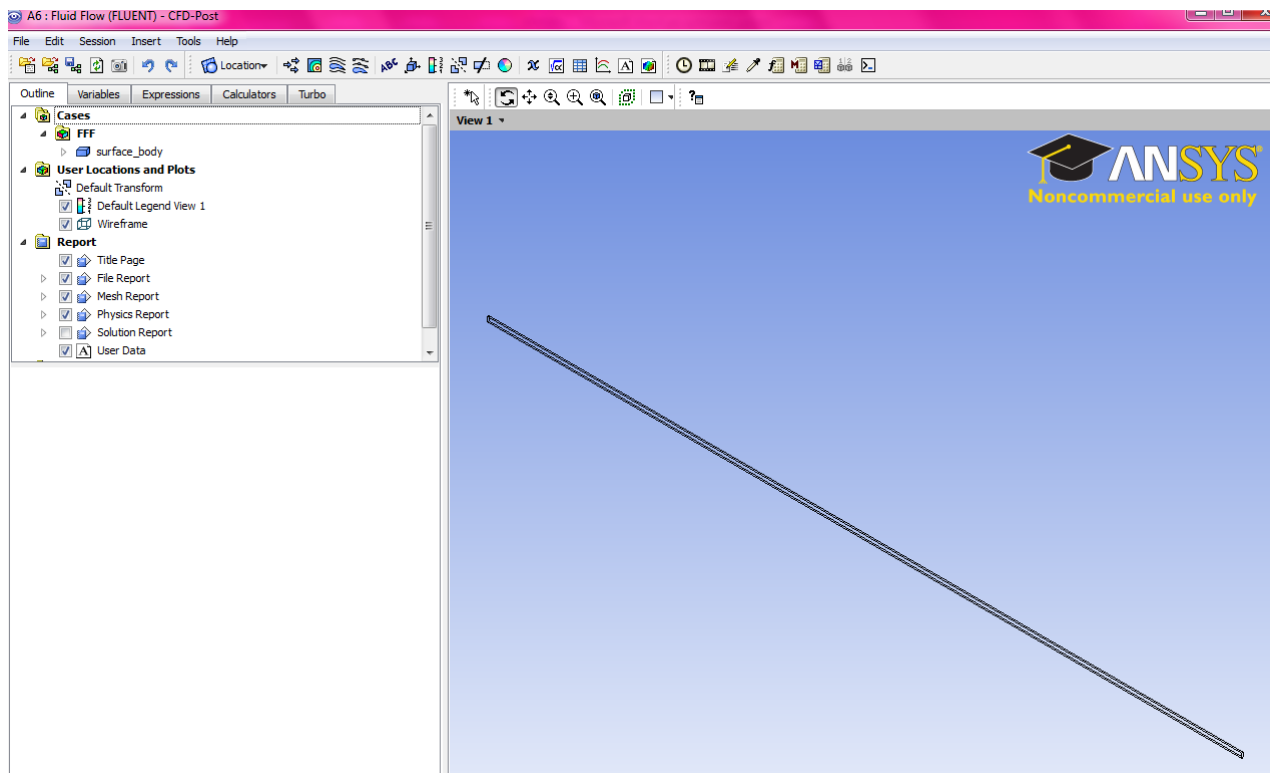 A6 : Fluid Flow (FLUENT) - CFD-Post
File Edit Session Insert Tools Help
Location
Outline Variables Expressions Calculators Turbo
Cases
FFF
surface_body
User Locations and Plots
Default Transform
Default Legend View 1
Wireframe
Report
Title Page
File Report
Mesh Report
Physics Report
Solution Report
A User Data
View 1
ANSYS
Noncommercial use only